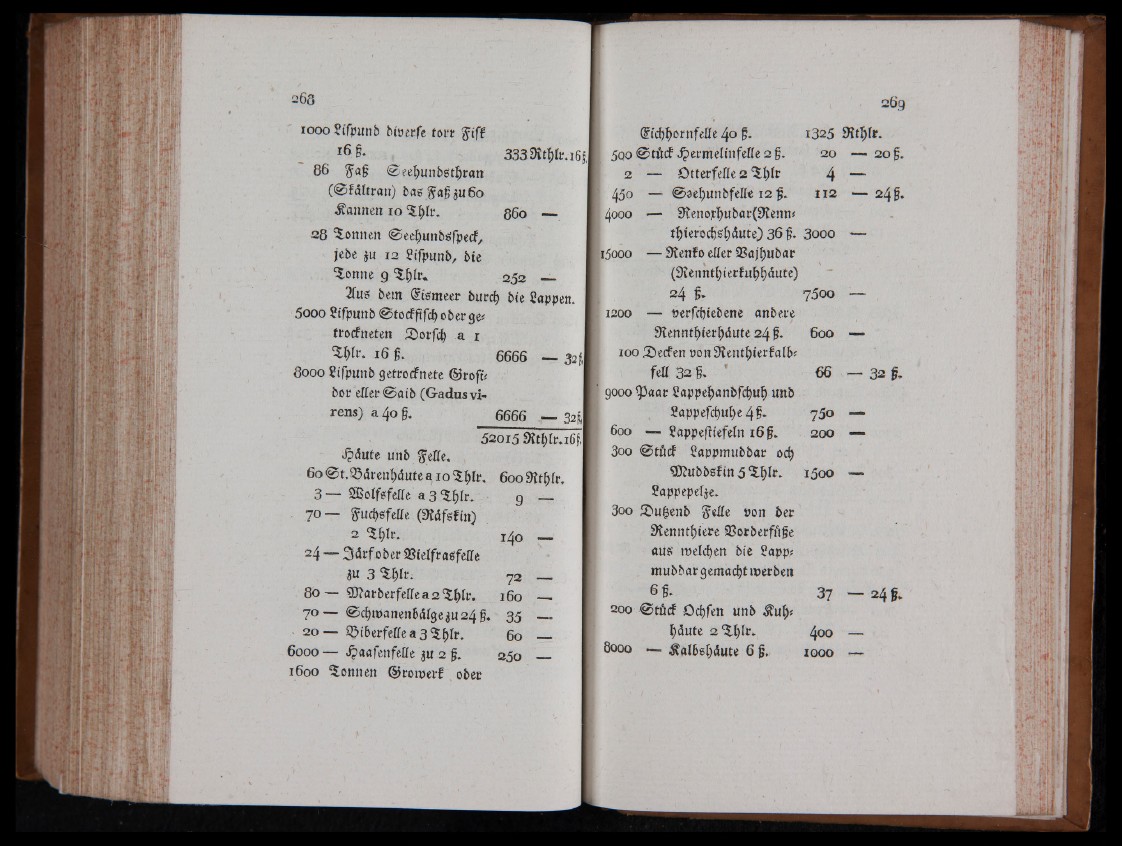 268
1000 Lispund diverse torr Fisk
16 ß. 333 Rthlr. 16 ß.
86 Faß Seehundsthran
(Skåltran) das Faß zu 60
Kannen 10 Thlr. 860 —
28 Tonnen Seehundsspeck,
jede zu 12 Lispund, die
Tonne 9 Thlr. 252 —
Aus dem Eismeer durch die Lappen.
5000 Lispund Stockfisch oder ge-
trockneten Dorsch a 1
Thlr. 16 ß. 6666 — 32 ß.
8000 Lispund getrocknete Grosi-
dor eller Said (Gadus vi-
rens) a 40 ß. 6666 — 32 ß.
52015 Rthlr. 16 ß.
Häute und Felle.
60 St. Bärenhäute a 10 Thlr. 600 Rthlr.
3 — Wolfsfelle a 3 Thlr. 9 —
70 — Fuchsfelle (Räfskin)
2 Thlr. 140 —
24 — Järf oder Vielfrasfelle
zu 3 Thlr. 72 —
80 — Marderfelle a 2 Thlr. 160 —
70 — Schwanenbälge zu 24 ß. 35 —
20 — Biberfelle a 3 Thlr. 60 —
6000 — Haasenfelle zu 2 ß. 250 —
1600 Tonnen Growerk oder
269
Eichhornfelle 40 ß. 1325 Rthlr.
500 Stück Hermelinfelle 2 ß. 20 — 20 ß.
2 — Otterfelle 2 Thlr 4 —
450 — Seehundfelle 12 ß. 112 — 24 ß.
4000 — Renoxhudar (Renn-
thierochshäute) 36 ß. 3000 —
15000 — Renko eller Vajhudar
(Rennthierkuhhäute)
24 ß. 7500 —
1200 — verschiedene andere
Rennthierhäute 24 ß. 600 —
100 Decken von Renthierkalb-
fell 32 ß. 66 — 32 ß.
9000 Paar Lappehandschuh und
Lappeschuhe 4 ß. 750 —
600 — Lappestiefeln 16 ß. 200 —
300 Stück Lappmuddar och
Muddskin 5 Thlr. 1500 —
Lappepelze.
300 Dutzend Felle von der
Rennthiere Vorderfüße
aus welchen die Lapp-
muddar gemacht werden
6 ß. 37 — 24 ß.
200 Stück Ochsen und Kuh-
häute 2 Thlr. 400 —
8000 — Kalbshäute 6 ß. 1000 —